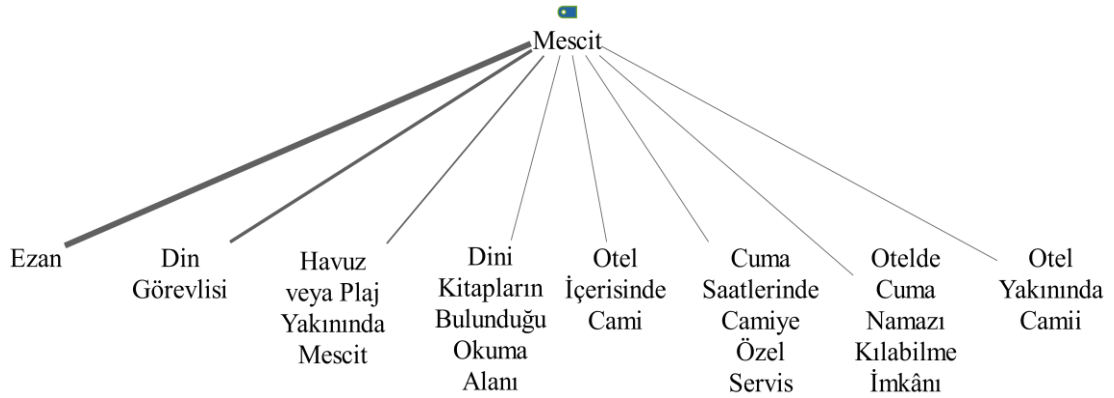 Mescit
Ezan
Din
Görevlisi
Havuz
veya Plaj
Yakınında
Mescit
Dini
Kitapların
Bulunduğu
Okuma
Alanı
Otel
İçerisinde
Cami
Cuma
Saatlerinde
Camiye
Özel
Servis
Otelde
Cuma
Namazı
Kılabilme
İmkânı
Otel
Yakınında
Camii